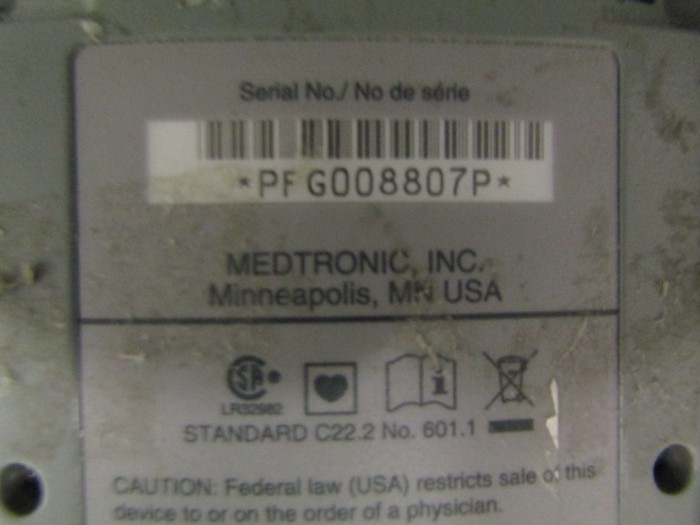 Serial No./ No de série
*PFG008807P*
MEDTRONIC, INC.
Minneapolis, MN USA
LR32982
STANDARD C22.2 No. 601.1
CAUTION: Federal law (USA) restricts sale of this
device to or on the order of a physician.